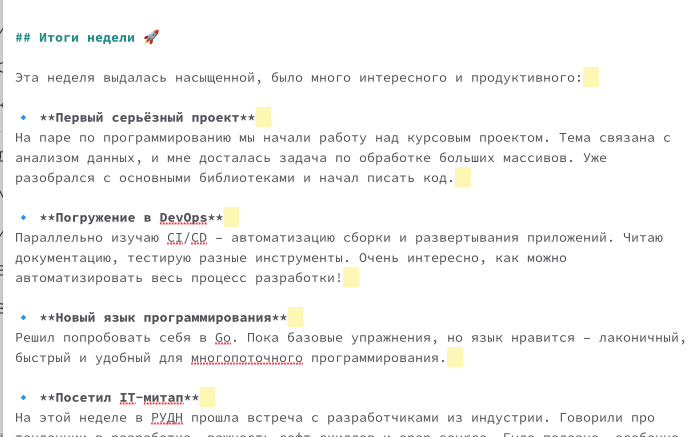 ## Итоги недели 🚀
Эта неделя выдалась насыщенной, было много интересного и продуктивного:
🔹 **Первый серьёзный проект**
На паре по программированию мы начали работу над курсовым проектом. Тема связана с
анализом данных, и мне досталась задача по обработке больших массивов. Уже
разобрался с основными библиотеками и начал писать код.
🔹 **Погружение в DevOps**
Параллельно изучаю CI/CD – автоматизацию сборки и развертывания приложений. Читаю
документацию, тестирую разные инструменты. Очень интересно, как можно
автоматизировать весь процесс разработки!
🔹 **Новый язык программирования**
Решил попробовать себя в Go. Пока базовые упражнения, но язык нравится – лаконичный,
быстрый и удобный для многопоточного программирования.
🔹 **Посетил IT-митап**
На этой неделе в РУДН прошла встреча с разработчиками из индустрии. Говорили про